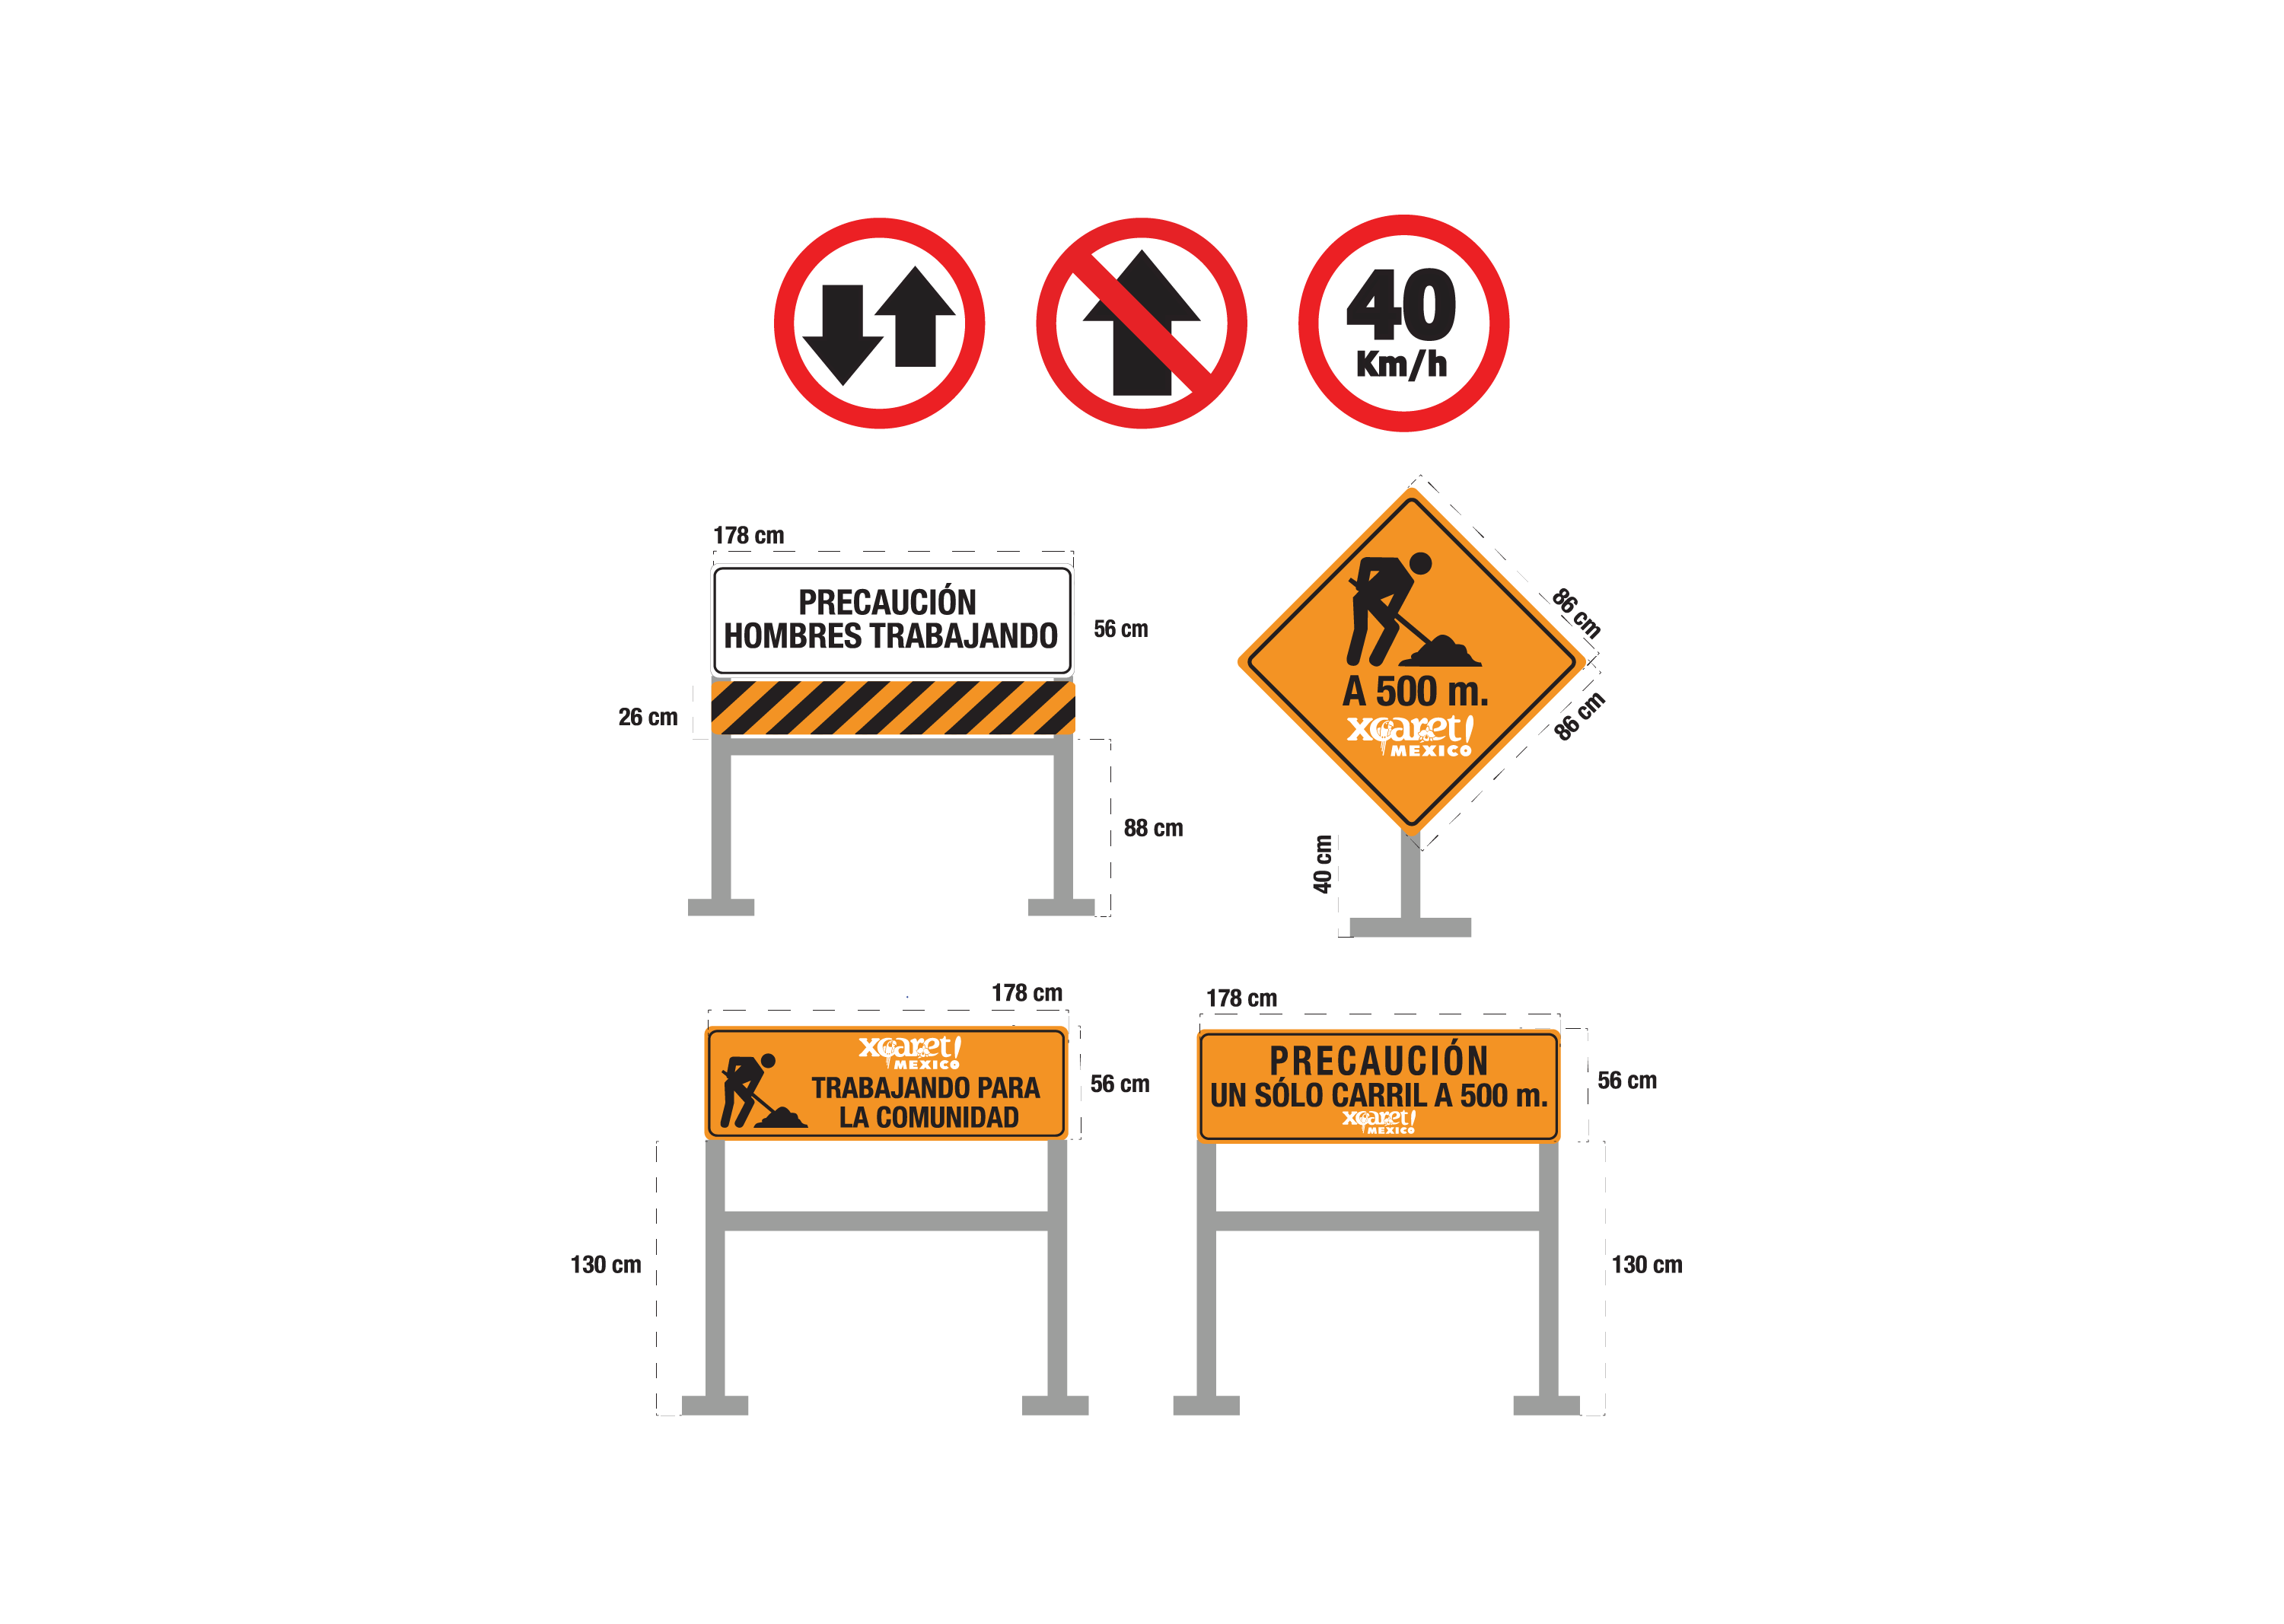 40
Km/h
178 cm
PRECAUCIÓN
HOMBRES TRABAJANDO
56 cm
26 cm
88 cm
86 cm
86 cm
A 500 m.
xcaret!
MEXICO
40 cm
178 cm
xcaret!
MEXICO
TRABAJANDO PARA
LA COMUNIDAD
56 cm
130 cm
178 cm
PRECAUCIÓN
UN SÓLO CARRIL A 500 m.
xcaret!
MEXICO
56 cm
130 cm